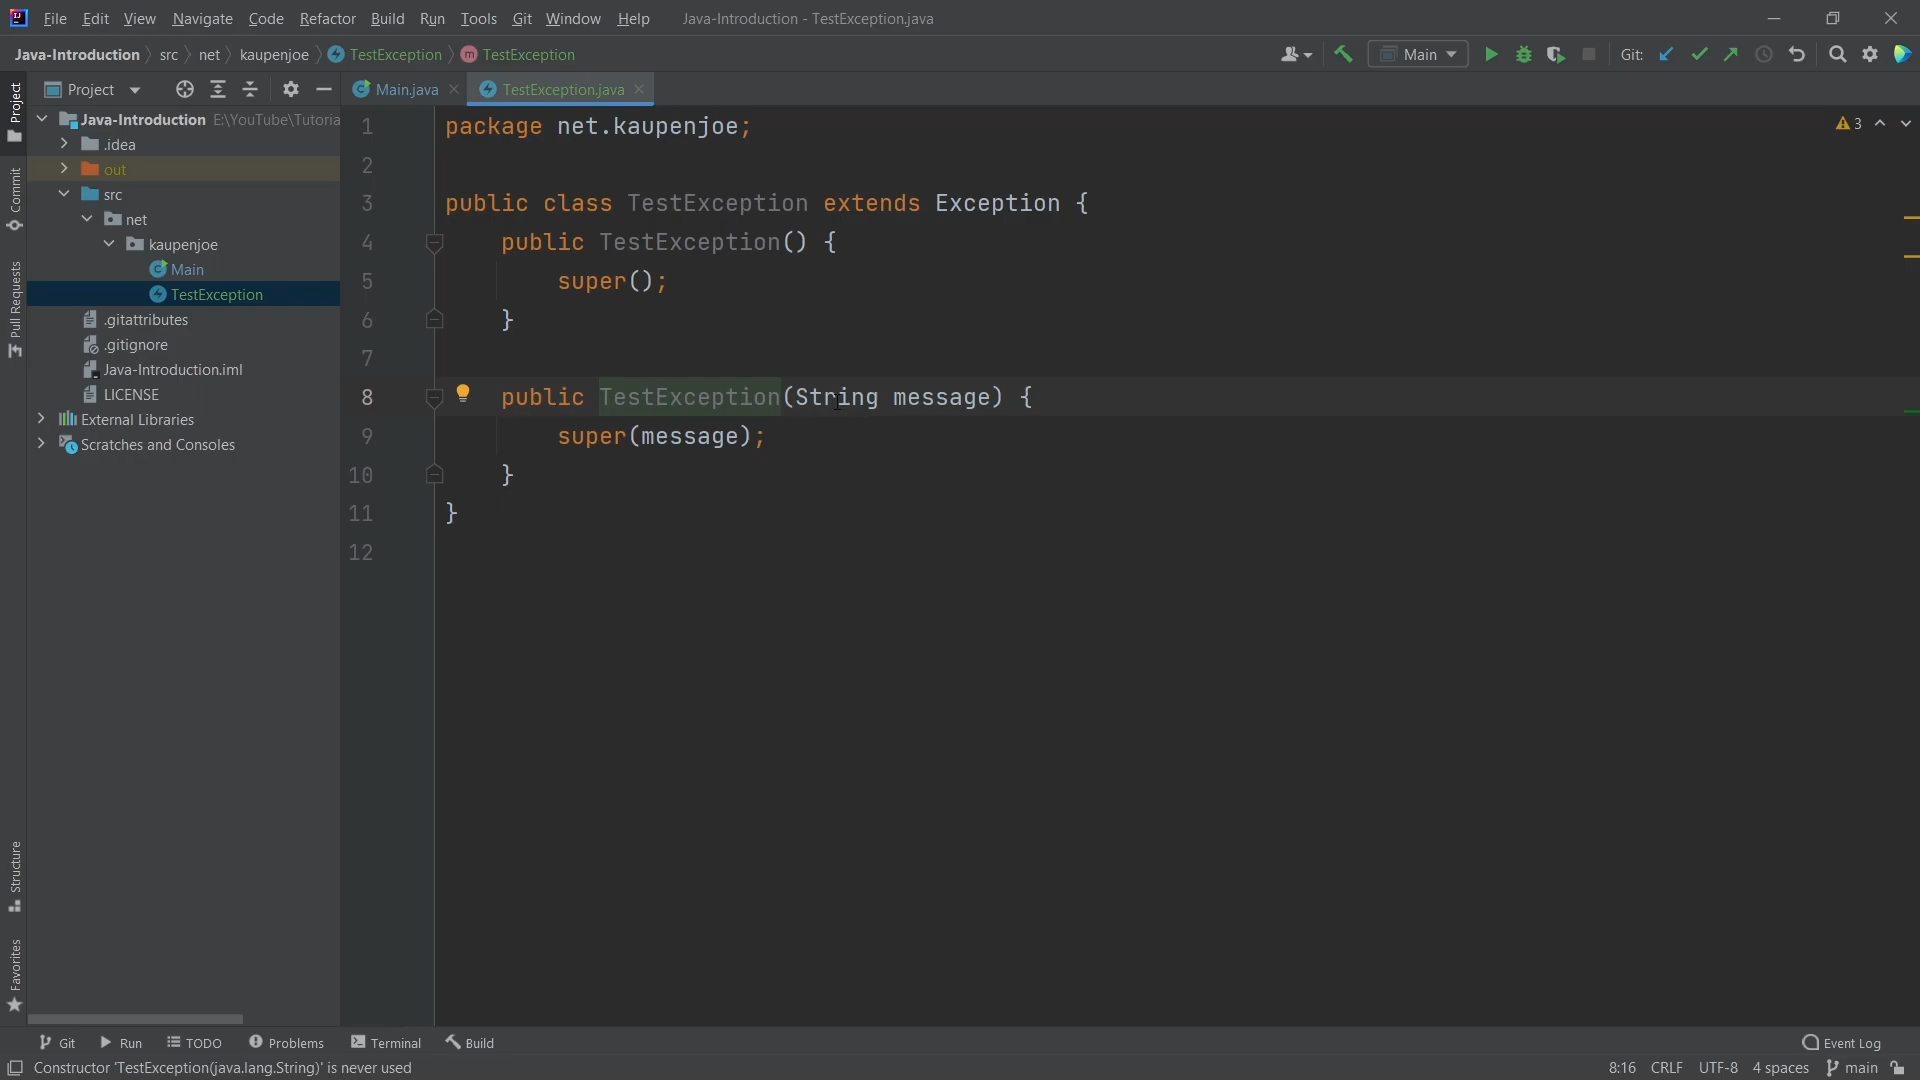 File Edit View Navigate Code Refactor Build Run Tools Git Window Help Java-Introduction - TestException.java
Java-Introduction src net kaupenjoe TestException m TestException Main Git:
Project Main.java TestException.java
Project
Commit
Pull Requests
Structure
Favorites
Java-Introduction E:\YouTube\Tutoria
.idea
out
src
net
kaupenjoe
Main
TestException
.gitattributes
.gitignore
Java-Introduction.iml
LICENSE
External Libraries
Scratches and Consoles
3
1 package net.kaupenjoe;
2
3 public class TestException extends Exception {
4 public TestException() {
5 super();
6 }
7
8 public TestException(String message) {
9 super(message);
10 }
11 }
12
Git Run TODO Problems Terminal Build Event Log
Constructor 'TestException(java.lang.String)' is never used 8:16 CRLF UTF-8 4 spaces main